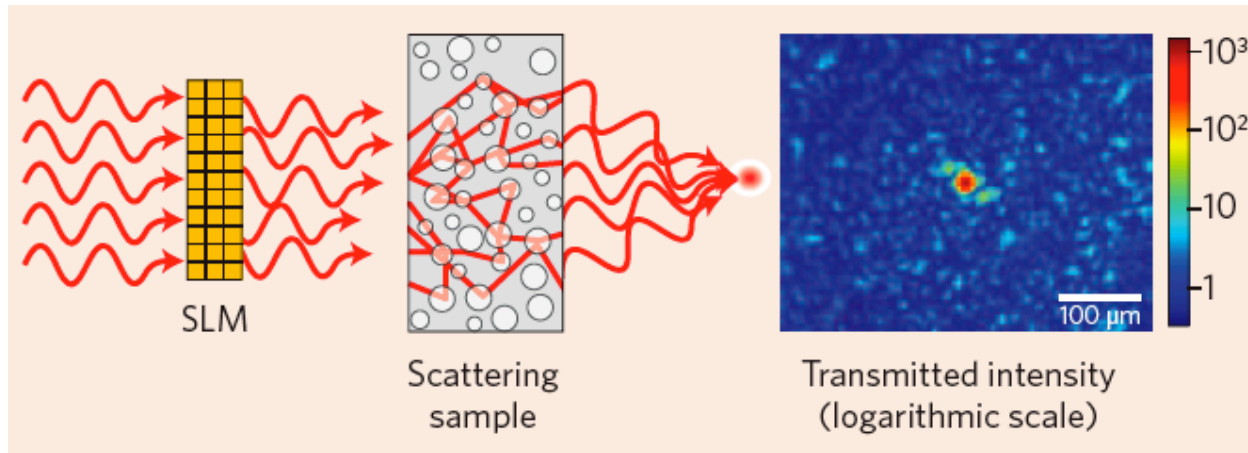 SLM
Scattering
sample
10³
10²
10
1
100 µm
Transmitted intensity
(logarithmic scale)